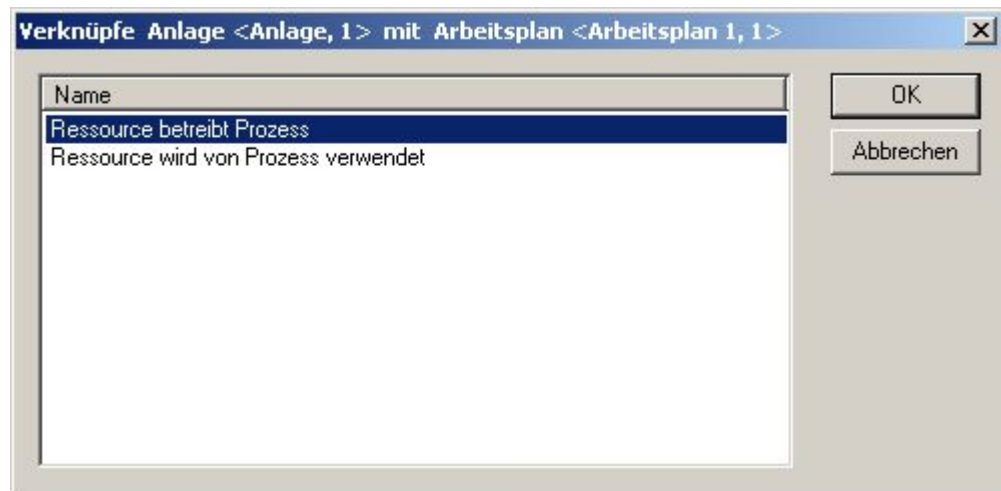 Verknüpfe Anlage <Anlage, 1> mit Arbeitsplan <Arbeitsplan 1, 1>
Name
Ressource betreibt Prozess
Ressource wird von Prozess verwendet
OK
Abbrechen